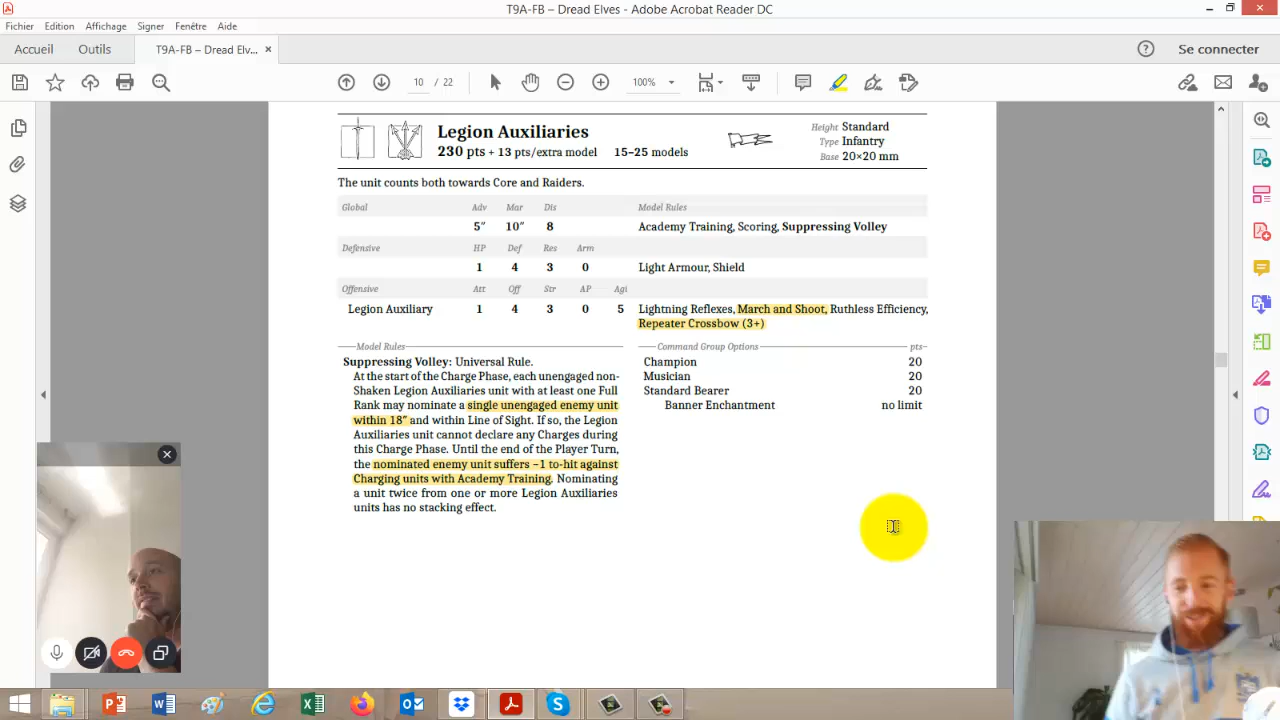 T9A-FB – Dread Elves - Adobe Acrobat Reader DC
Fichier Edition Affichage Signer Fenêtre Aide
Accueil Outils T9A-FB – Dread Elv... × Se connecter
10 / 22 100%
Legion Auxiliaries
230 pts + 13 pts/extra model 15–25 models
Height Standard
Type Infantry
Base 20×20 mm
The unit counts both towards Core and Raiders.
Global Adv Mar Dis Model Rules
5″ 10″ 8 Academy Training, Scoring, Suppressing Volley
Defensive HP Def Res Arm
1 4 3 0 Light Armour, Shield
Offensive Att Off Str AP Agi
Legion Auxiliary 1 4 3 0 5 Lightning Reflexes, March and Shoot, Ruthless Efficiency,
Repeater Crossbow (3+)
Model Rules
Suppressing Volley: Universal Rule.
At the start of the Charge Phase, each unengaged non-
Shaken Legion Auxiliaries unit with at least one Full
Rank may nominate a single unengaged enemy unit
within 18″ and within Line of Sight. If so, the Legion
Auxiliaries unit cannot declare any Charges during
this Charge Phase. Until the end of the Player Turn,
the nominated enemy unit suffers −1 to-hit against
Charging units with Academy Training. Nominating
a unit twice from one or more Legion Auxiliaries
units has no stacking effect.
Command Group Options pts
Champion 20
Musician 20
Standard Bearer 20
Banner Enchantment no limit